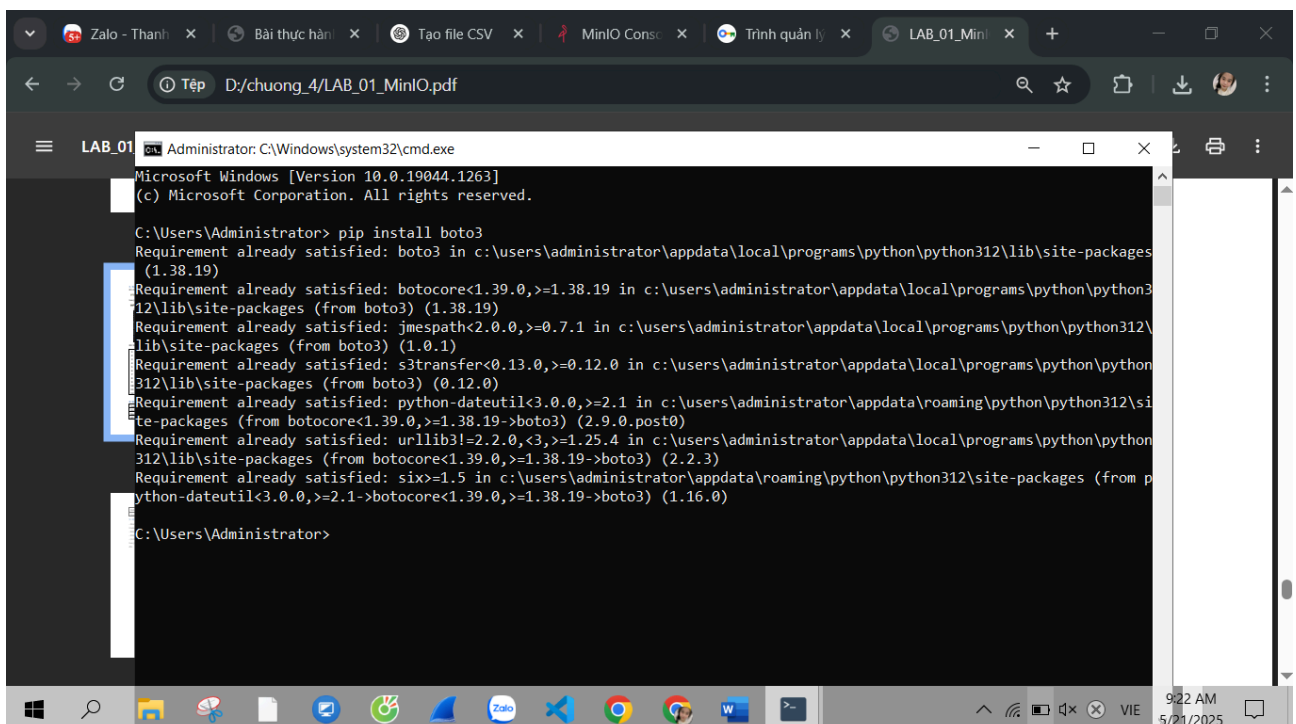 Zalo - Thanh
Bài thực hàn
Tạo file CSV
MinIO Conso
Trình quản lý
LAB_01_MinI
Tệp
D:/chuong_4/LAB_01_MinIO.pdf
LAB_01
Administrator: C:\Windows\system32\cmd.exe
Microsoft Windows [Version 10.0.19044.1263]
(c) Microsoft Corporation. All rights reserved.
C:\Users\Administrator> pip install boto3
Requirement already satisfied: boto3 in c:\users\administrator\appdata\local\programs\python\python312\lib\site-packages
(1.38.19)
Requirement already satisfied: botocore<1.39.0,>=1.38.19 in c:\users\administrator\appdata\local\programs\python\python3
12\lib\site-packages (from boto3) (1.38.19)
Requirement already satisfied: jmespath<2.0.0,>=0.7.1 in c:\users\administrator\appdata\local\programs\python\python312\
lib\site-packages (from boto3) (1.0.1)
Requirement already satisfied: s3transfer<0.13.0,>=0.12.0 in c:\users\administrator\appdata\local\programs\python\python
312\lib\site-packages (from boto3) (0.12.0)
Requirement already satisfied: python-dateutil<3.0.0,>=2.1 in c:\users\administrator\appdata\roaming\python\python312\si
te-packages (from botocore<1.39.0,>=1.38.19->boto3) (2.9.0.post0)
Requirement already satisfied: urllib3!=2.2.0,<3,>=1.25.4 in c:\users\administrator\appdata\local\programs\python\python
312\lib\site-packages (from botocore<1.39.0,>=1.38.19->boto3) (2.2.3)
Requirement already satisfied: six>=1.5 in c:\users\administrator\appdata\roaming\python\python312\site-packages (from p
ython-dateutil<3.0.0,>=2.1->botocore<1.39.0,>=1.38.19->boto3) (1.16.0)
C:\Users\Administrator>
Zalo
VIE
9:22 AM
5/21/2025